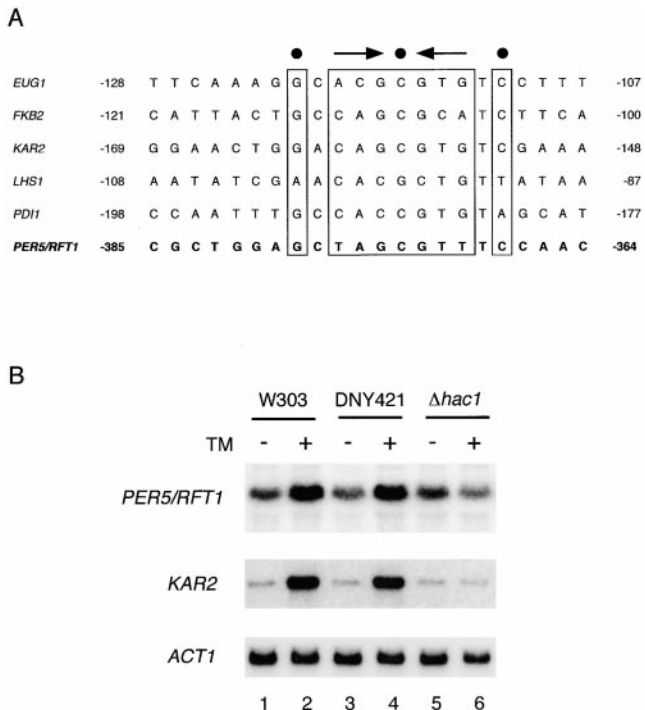 A
EUG1 -128 T T C A A A G G C A C G C G T G T C C T T T -107
FKB2 -121 C A T T A C T G C C A G C G C A T C T T C A -100
KAR2 -169 G G A A C T G G A C A G C G T G T C G A A A -148
LHS1 -108 A A T A T C G A A C A C G C T G T T A T A A -87
PDI1 -198 C C A A T T T G C C A C C G T G T A G C A T -177
PER5/RFT1 -385 C G C T G G A G C T A G C G T T T C C A A C -364
B
W303 DNY421 Δhac1
TM - + - + - +
PER5/RFT1
KAR2
ACT1
1 2 3 4 5 6